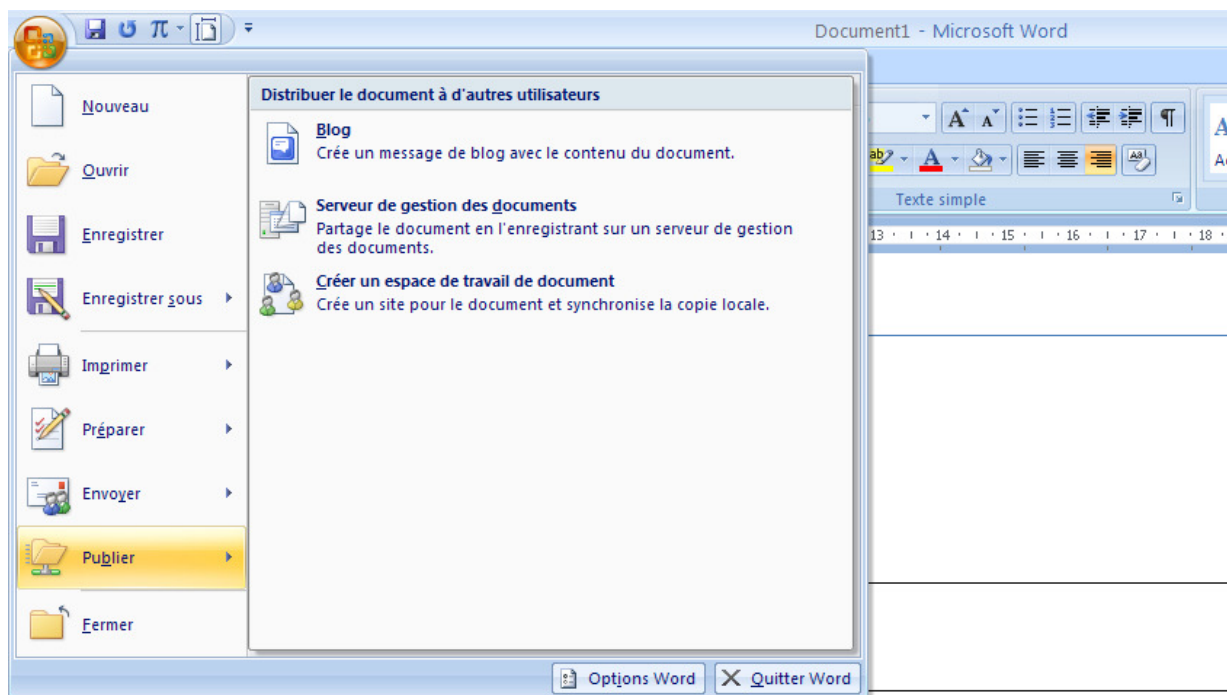 Document1 - Microsoft Word
Nouveau
Ouvrir
Enregistrer
Enregistrer sous
Imprimer
Préparer
Envoyer
Publier
Fermer
Distribuer le document à d'autres utilisateurs
Blog
Crée un message de blog avec le contenu du document.
Serveur de gestion des documents
Partage le document en l'enregistrant sur un serveur de gestion
des documents.
Créer un espace de travail de document
Crée un site pour le document et synchronise la copie locale.
Options Word
Quitter Word
Texte simple
13 14 15 16 17 18